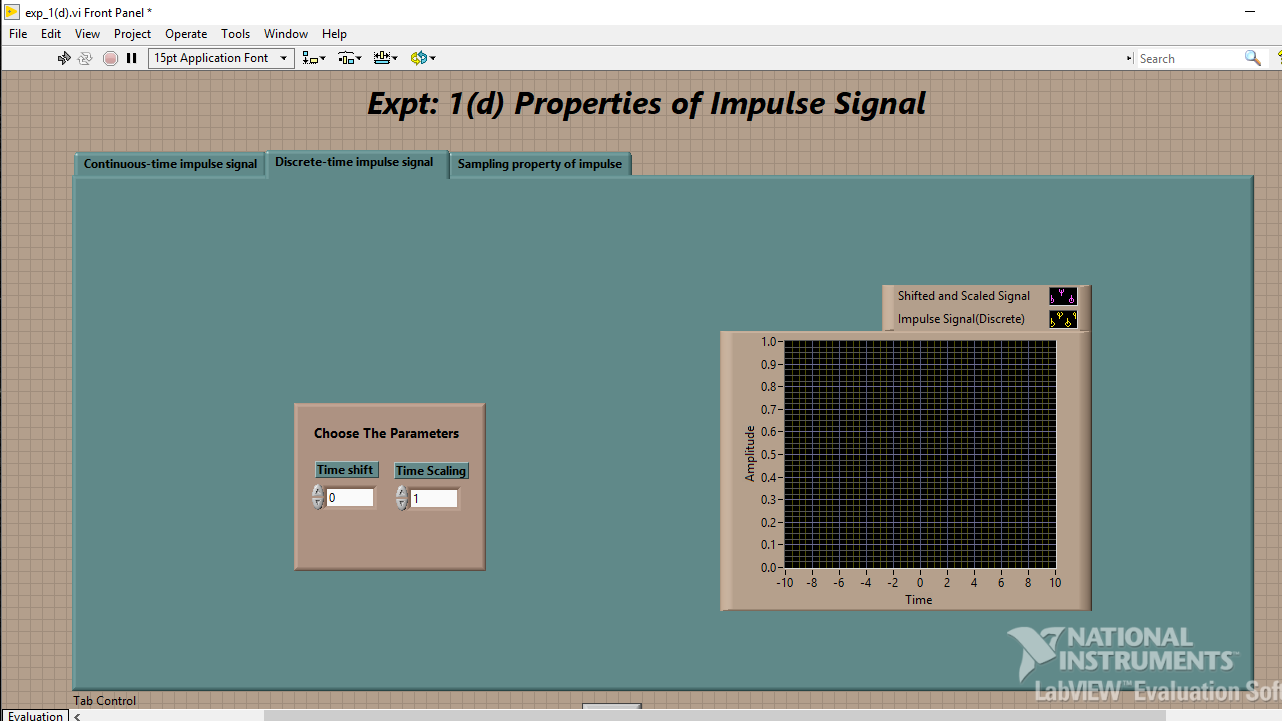 exp_1(d).vi Front Panel *
File Edit View Project Operate Tools Window Help
15pt Application Font
Search
Expt: 1(d) Properties of Impulse Signal
Continuous-time impulse signal
Discrete-time impulse signal
Sampling property of impulse
Choose The Parameters
Time shift
Time Scaling
0
1
Shifted and Scaled Signal
Impulse Signal(Discrete)
Amplitude
1.0
0.9
0.8
0.7
0.6
0.5
0.4
0.3
0.2
0.1
0.0
-10 -8 -6 -4 -2 0 2 4 6 8 10
Time
NATIONAL
INSTRUMENTS™
LabVIEW™ Evaluation Sof
Tab Control
Evaluation